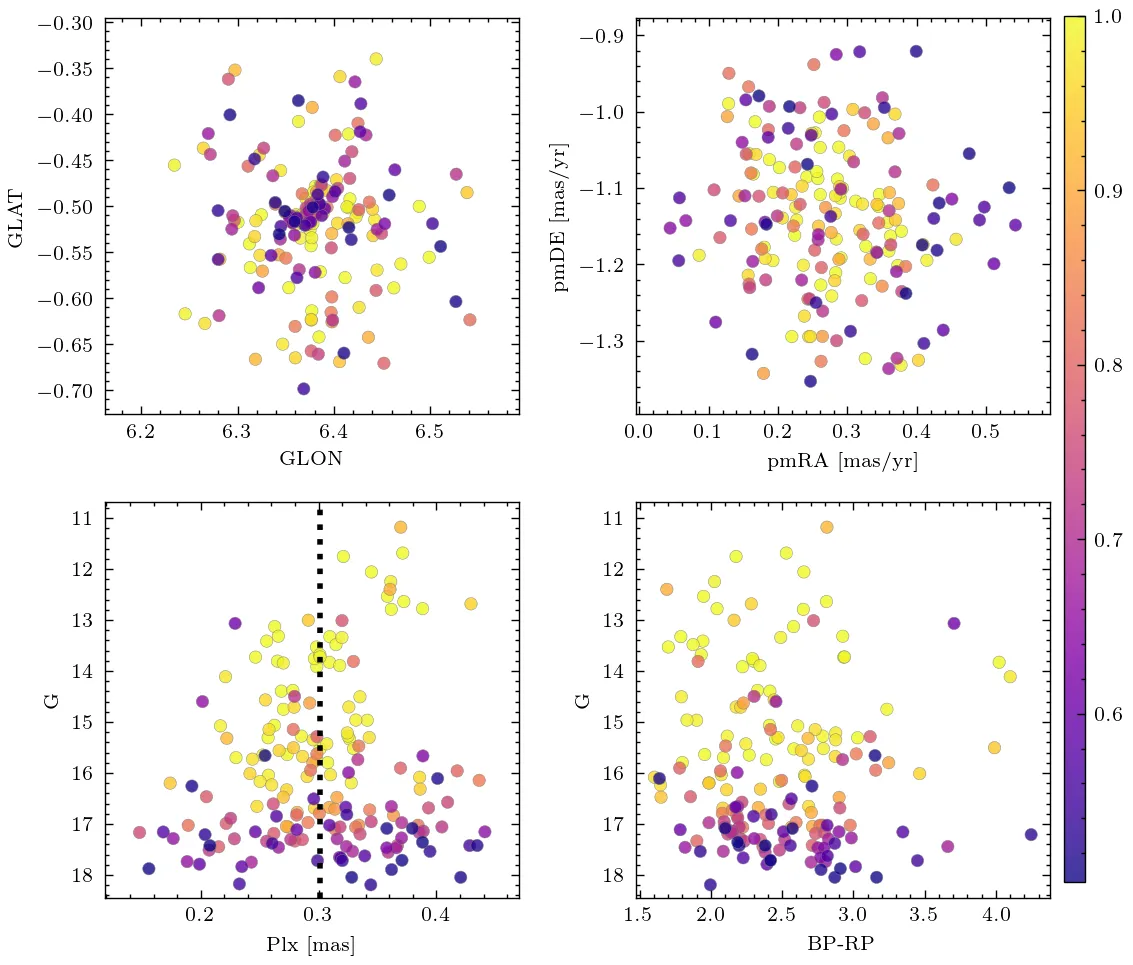 −0.30
−0.35
−0.40
−0.45
−0.50
−0.55
−0.60
−0.65
−0.70
GLAT
6.2 6.3 6.4 6.5
GLON
−0.9
−1.0
−1.1
−1.2
−1.3
pmDE [mas/yr]
0.0 0.1 0.2 0.3 0.4 0.5
pmRA [mas/yr]
11
12
13
14
15
16
17
18
G
0.2 0.3 0.4
Plx [mas]
11
12
13
14
15
16
17
18
G
1.5 2.0 2.5 3.0 3.5 4.0
BP-RP
1.0
0.9
0.8
0.7
0.6